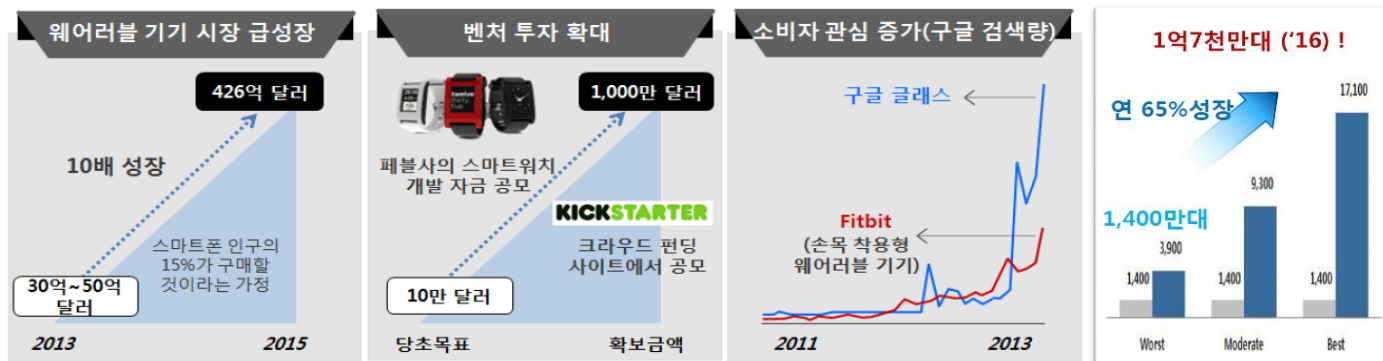 웨어러블 기기 시장 급성장
426억 달러
10배 성장
스마트폰 인구의
15%가 구매할
것이라는 가정
30억~50억
달러
2013
2015
벤처 투자 확대
twelve
thirty
five
1,000만 달러
페블사의 스마트워치
개발 자금 공모
KICKSTARTER
크라우드 펀딩
사이트에서 공모
10만 달러
당초목표
확보금액
소비자 관심 증가(구글 검색량)
구글 글래스
Fitbit
(손목 착용형
웨어러블 기기)
2011
2013
1억7천만대 ('16) !
연 65%성장
17,100
9,300
1,400만대
3,900
1,400
1,400
1,400
Worst
Moderate
Best